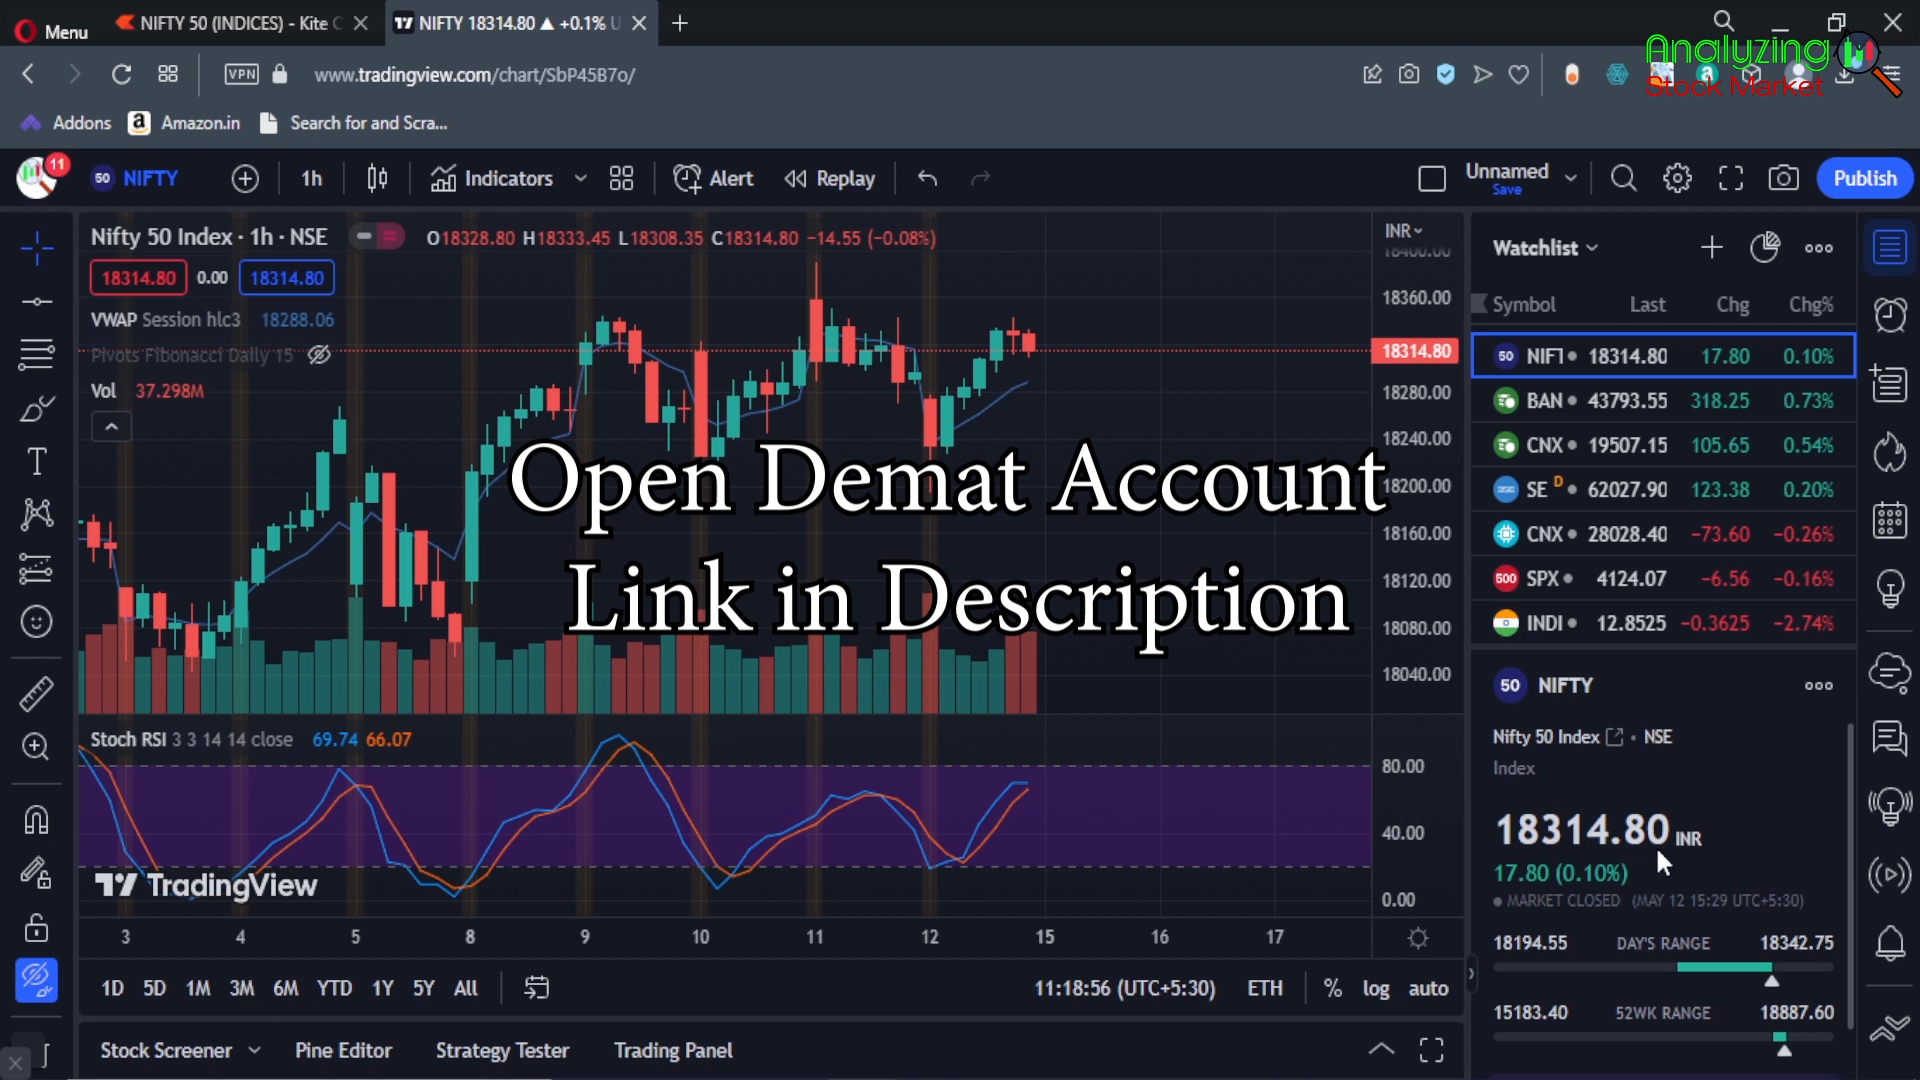 Menu
NIFTY 50 (INDICES) - Kite C
NIFTY 18314.80 ▲ +0.1% U
Analyzing
Stock Market
VPN
www.tradingview.com/chart/SbP45B7o/
Addons
Amazon.in
Search for and Scra...
11
50 NIFTY
1h
Indicators
Alert
Replay
Unnamed
Save
Publish
Nifty 50 Index · 1h · NSE
O18328.80 H18333.45 L18308.35 C18314.80 −14.55 (−0.08%)
18314.80 0.00 18314.80
VWAP Session hlc3 18288.06
Pivots Fibonacci Daily 15
Vol 37.298M
INR
18400.00
18360.00
18314.80
18280.00
18240.00
18200.00
18160.00
18120.00
18080.00
18040.00
Open Demat Account
Link in Description
Stoch RSI 3 3 14 14 close 69.74 66.07
80.00
40.00
0.00
TradingView
3 4 5 8 9 10 11 12 15 16 17
1D 5D 1M 3M 6M YTD 1Y 5Y All
11:18:56 (UTC+5:30) ETH % log auto
Stock Screener Pine Editor Strategy Tester Trading Panel
Watchlist
Symbol Last Chg Chg%
50 NIFT 18314.80 17.80 0.10%
BAN 43793.55 318.25 0.73%
CNX 19507.15 105.65 0.54%
SE D 62027.90 123.38 0.20%
CNX 28028.40 −73.60 −0.26%
500 SPX 4124.07 −6.56 −0.16%
INDI 12.8525 −0.3625 −2.74%
50 NIFTY
Nifty 50 Index · NSE
Index
18314.80 INR
17.80 (0.10%)
MARKET CLOSED (MAY 12 15:29 UTC+5:30)
18194.55 DAY'S RANGE 18342.75
15183.40 52WK RANGE 18887.60